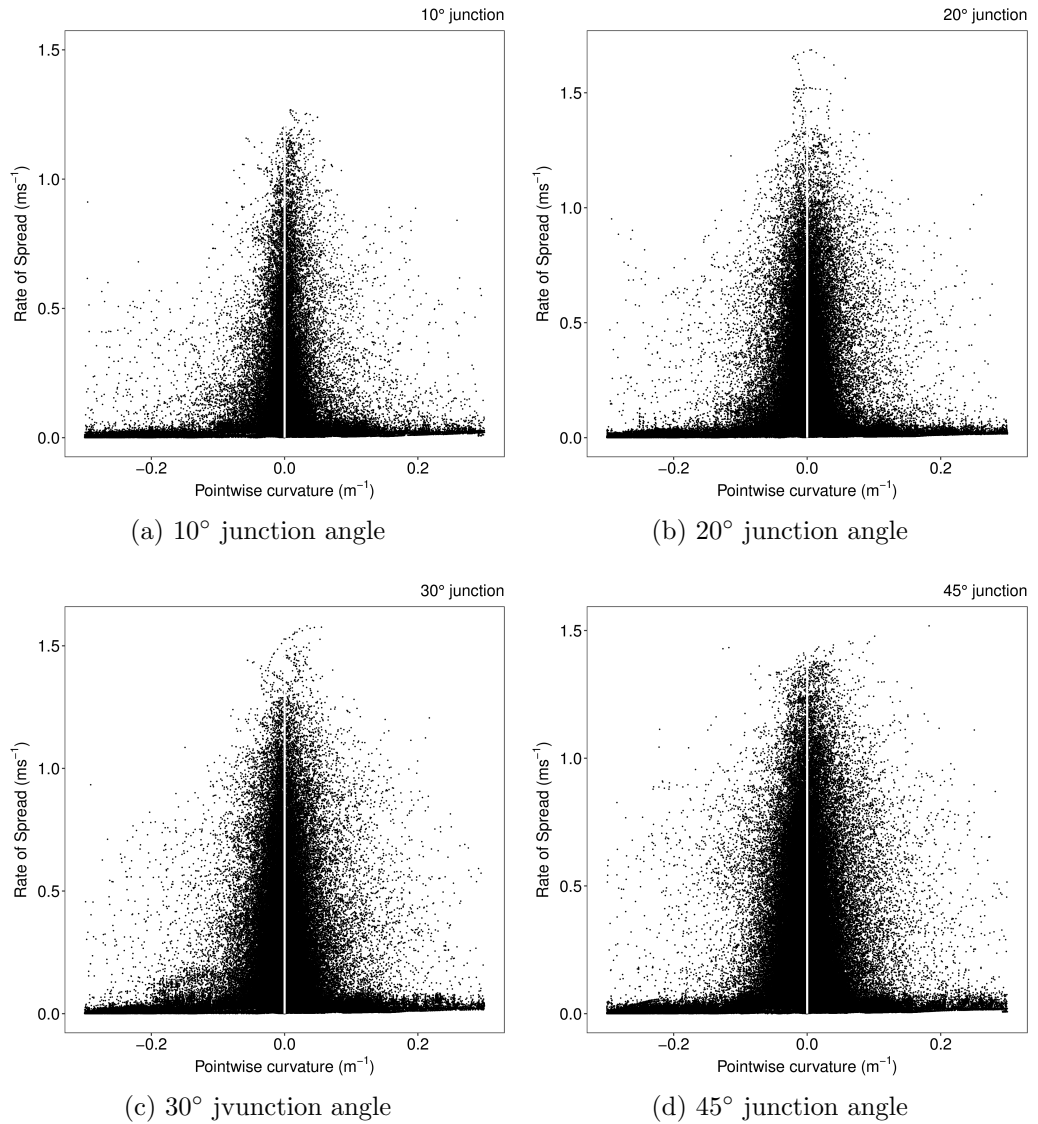 10° junction
1.5
1.0
0.5
0.0
Rate of Spread (ms⁻¹)
−0.2 0.0 0.2
Pointwise curvature (m⁻¹)
(a) 10° junction angle
20° junction
1.5
1.0
0.5
0.0
Rate of Spread (ms⁻¹)
−0.2 0.0 0.2
Pointwise curvature (m⁻¹)
(b) 20° junction angle
30° junction
1.5
1.0
0.5
0.0
Rate of Spread (ms⁻¹)
−0.2 0.0 0.2
Pointwise curvature (m⁻¹)
(c) 30° jvunction angle
45° junction
1.5
1.0
0.5
0.0
Rate of Spread (ms⁻¹)
−0.2 0.0 0.2
Pointwise curvature (m⁻¹)
(d) 45° junction angle